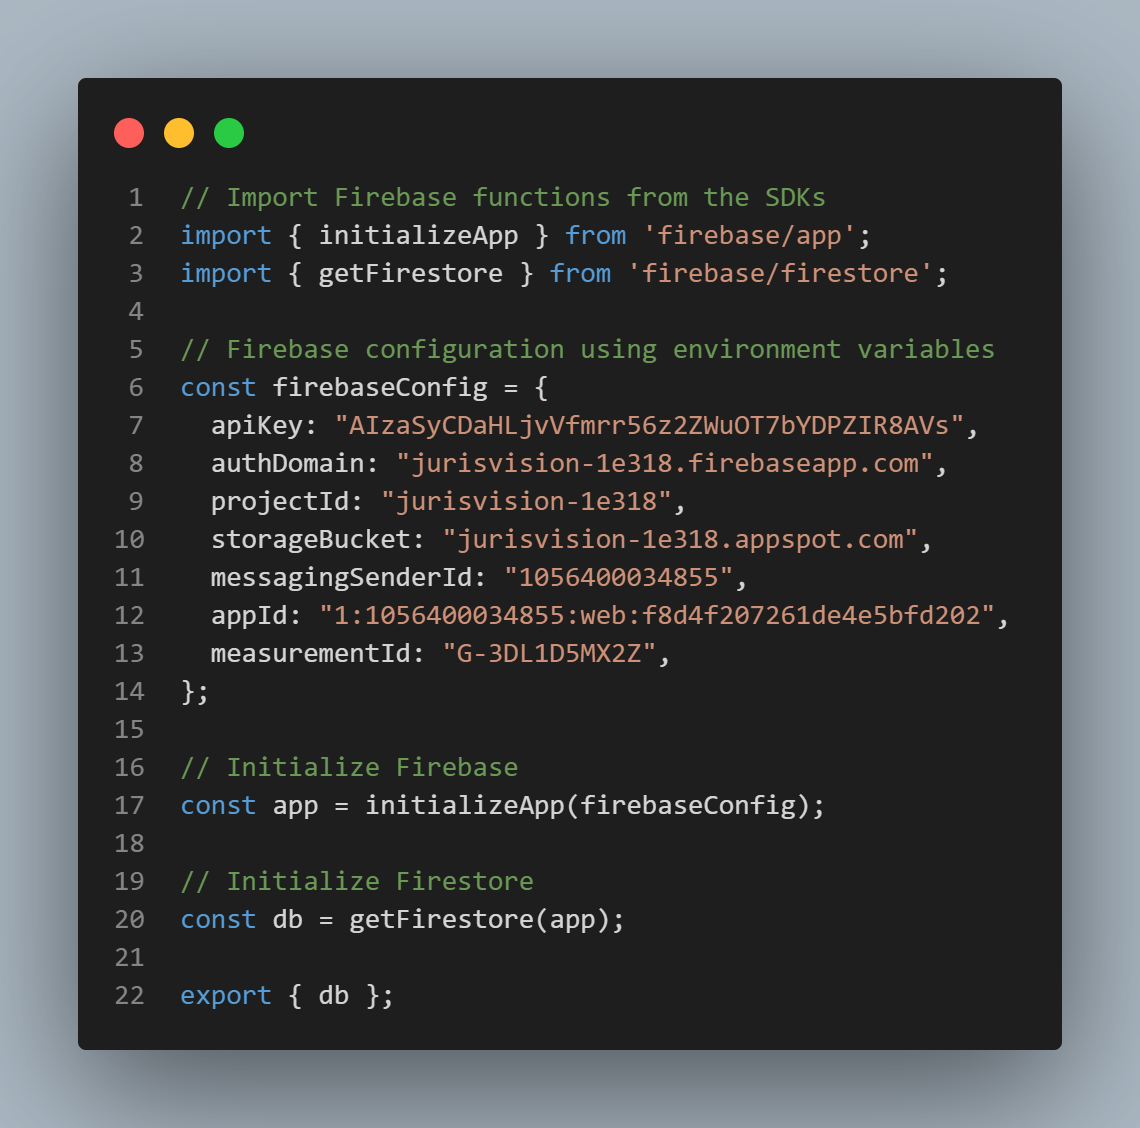 1 // Import Firebase functions from the SDKs
2 import { initializeApp } from 'firebase/app';
3 import { getFirestore } from 'firebase/firestore';
4
5 // Firebase configuration using environment variables
6 const firebaseConfig = {
7   apiKey: "AIzaSyCDaHLjvVfmrr56z2ZWuOT7bYDPZIR8AVs",
8   authDomain: "jurisvision-1e318.firebaseapp.com",
9   projectId: "jurisvision-1e318",
10   storageBucket: "jurisvision-1e318.appspot.com",
11   messagingSenderId: "1056400034855",
12   appId: "1:1056400034855:web:f8d4f207261de4e5bfd202",
13   measurementId: "G-3DL1D5MX2Z",
14 };
15
16 // Initialize Firebase
17 const app = initializeApp(firebaseConfig);
18
19 // Initialize Firestore
20 const db = getFirestore(app);
21
22 export { db };